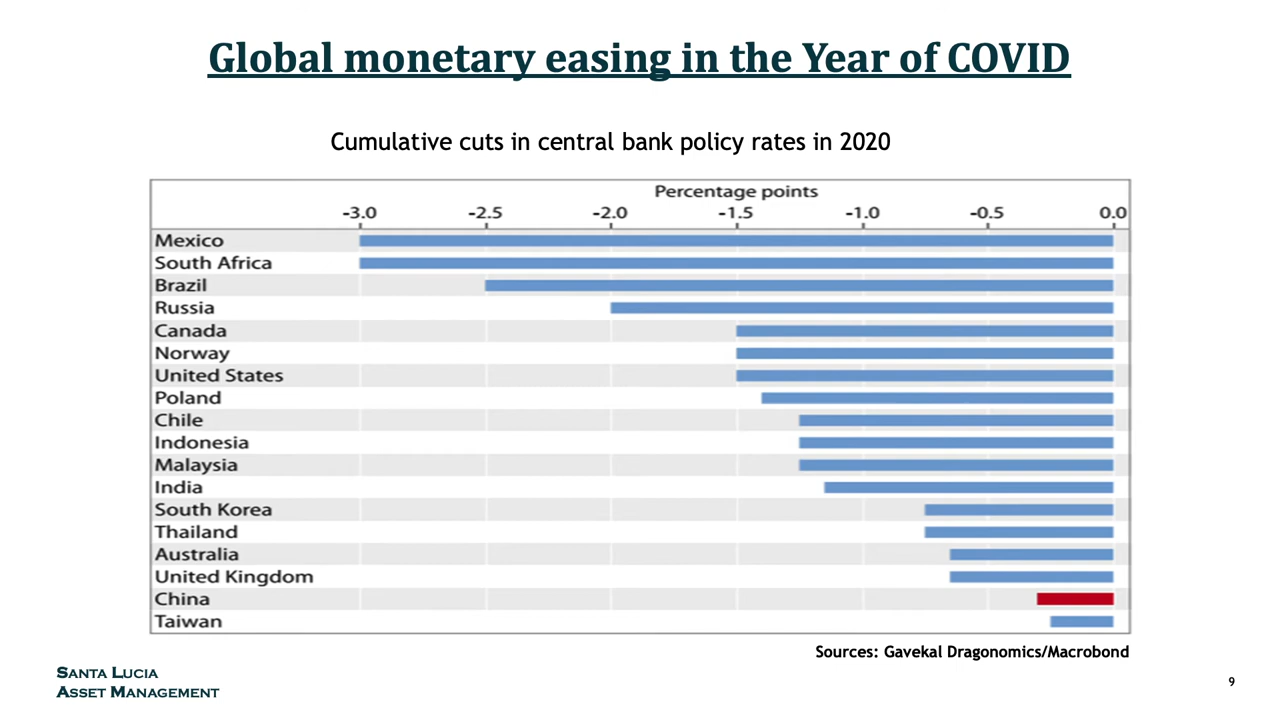 Global monetary easing in the Year of COVID
Cumulative cuts in central bank policy rates in 2020
Percentage points
-3.0 -2.5 -2.0 -1.5 -1.0 -0.5 0.0
Mexico
South Africa
Brazil
Russia
Canada
Norway
United States
Poland
Chile
Indonesia
Malaysia
India
South Korea
Thailand
Australia
United Kingdom
China
Taiwan
Sources: Gavekal Dragonomics/Macrobond
SANTA LUCIA
ASSET MANAGEMENT
9